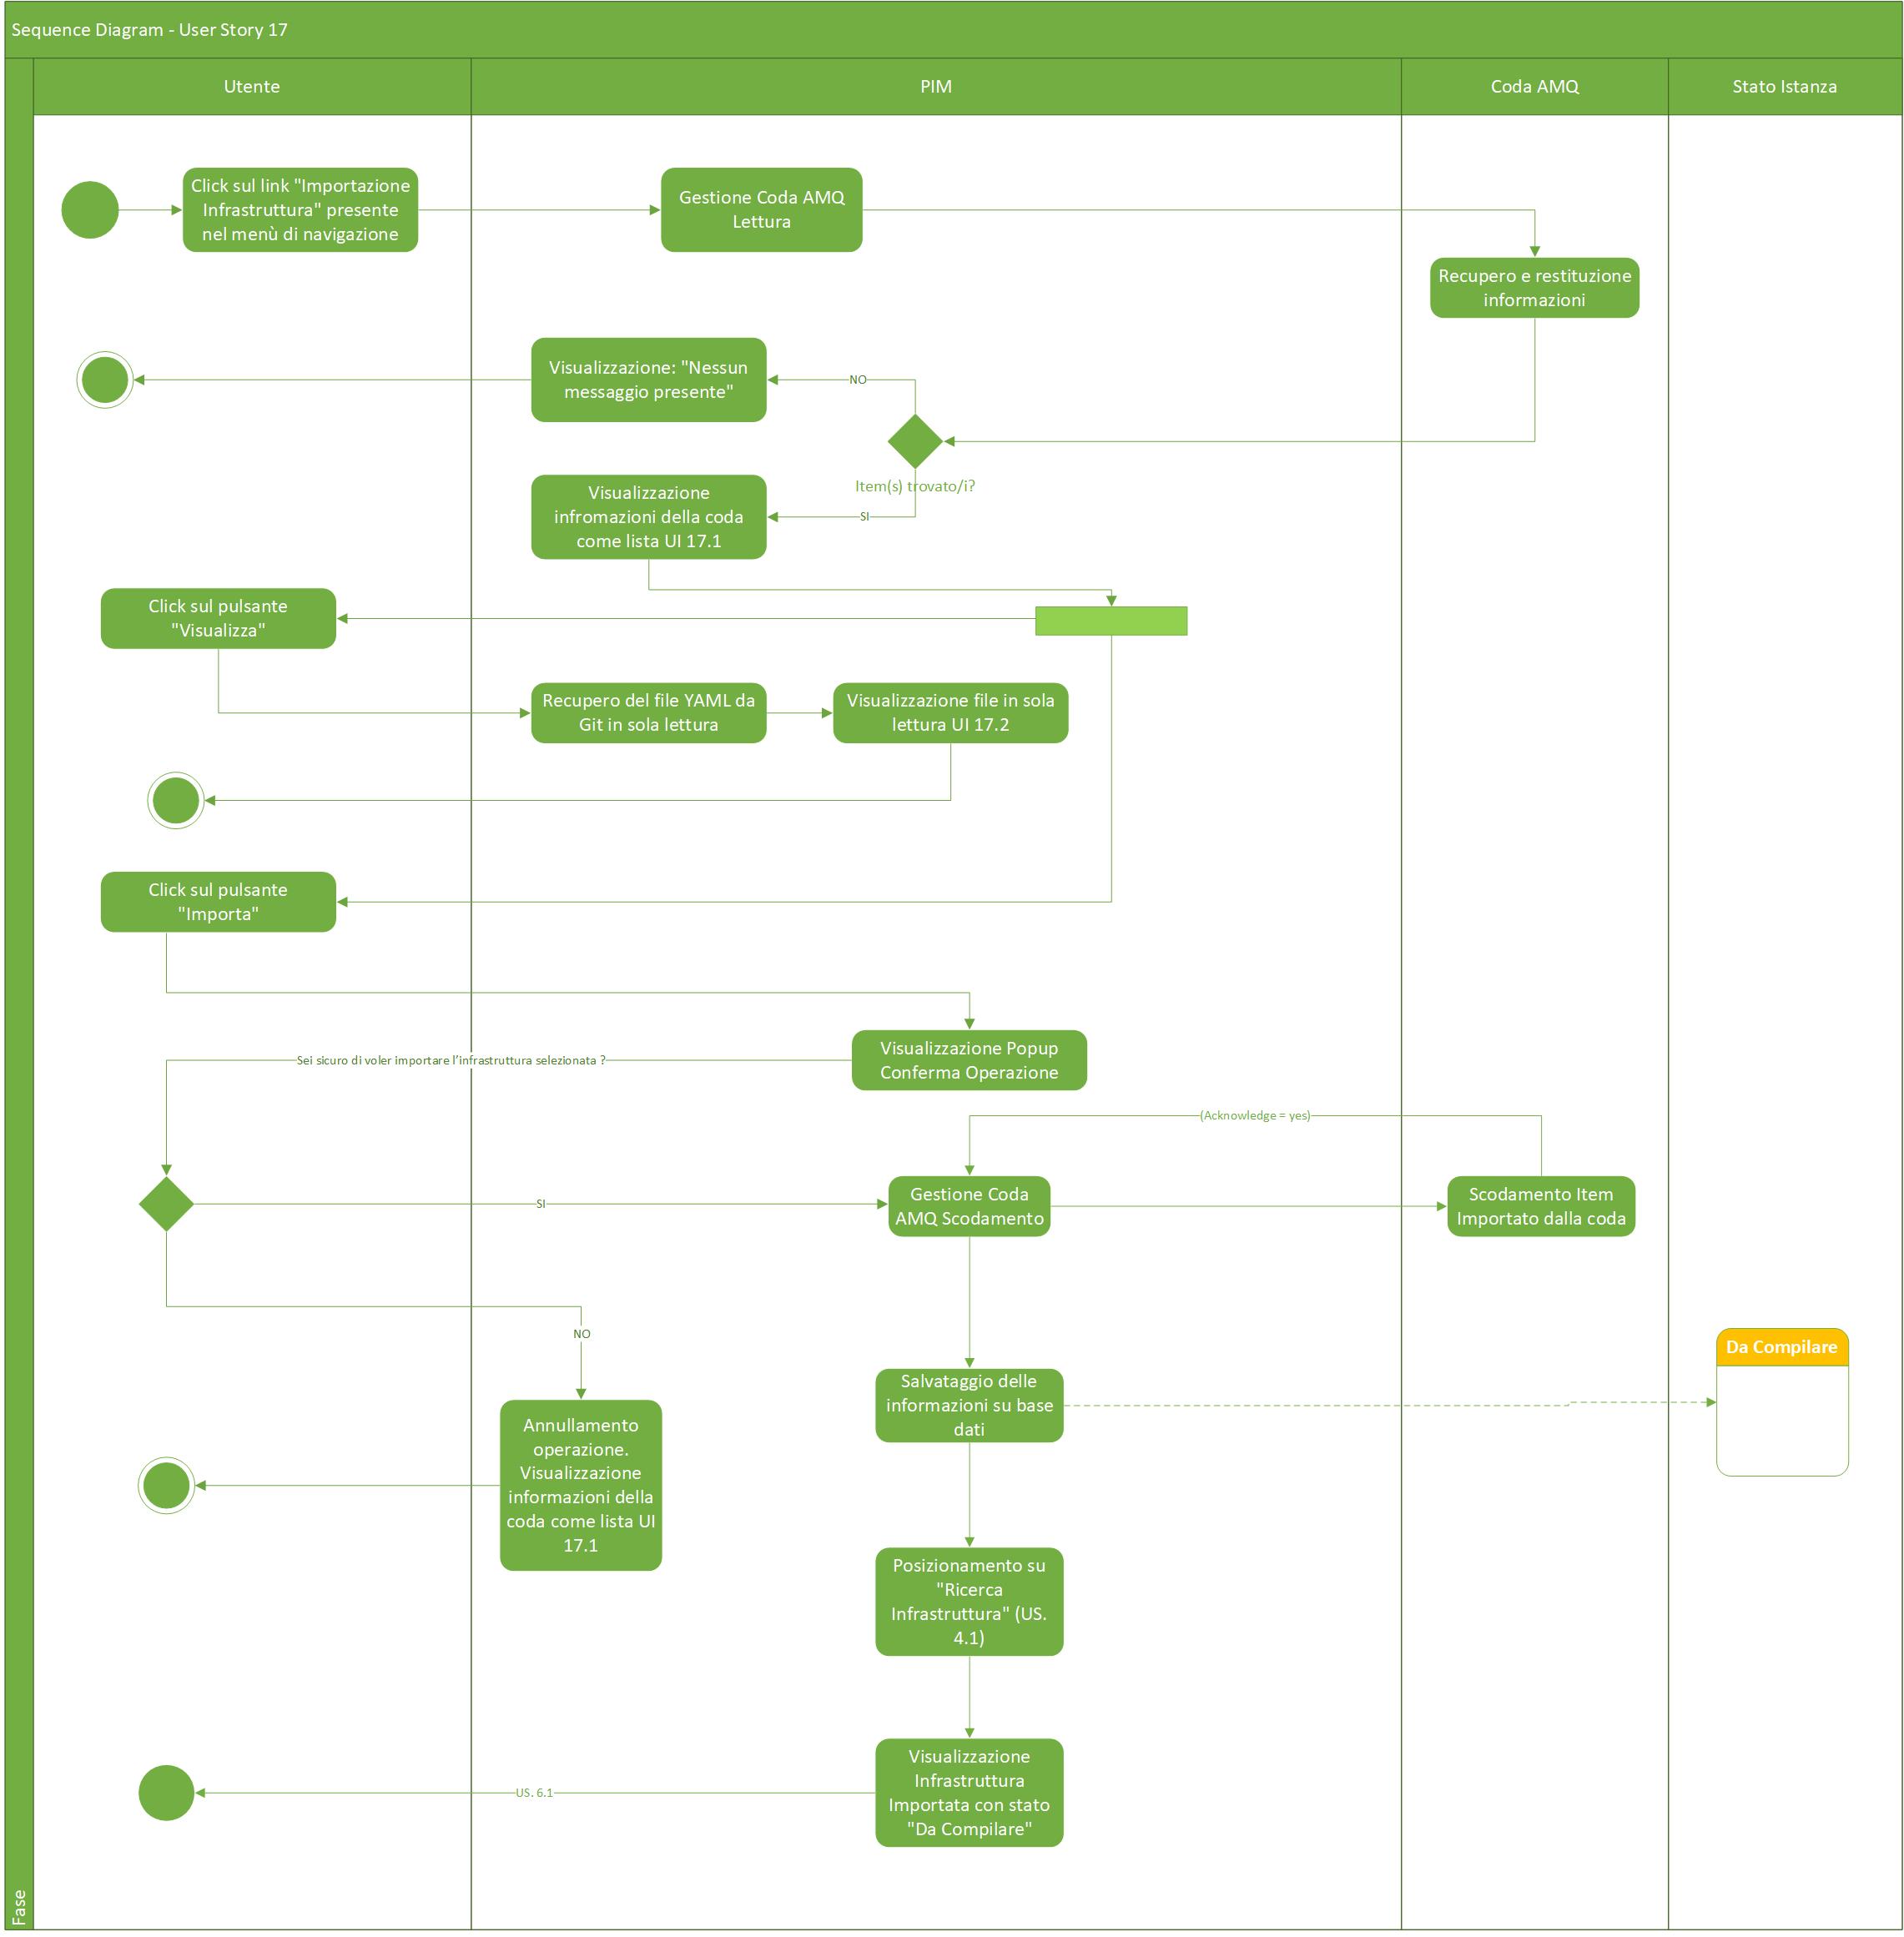 Sequence Diagram - User Story 17
Utente
PIM
Coda AMQ
Stato Istanza
Click sul link "Importazione
Infrastruttura" presente
nel menù di navigazione
Gestione Coda AMQ
Lettura
Recupero e restituzione
informazioni
Visualizzazione: "Nessun
messaggio presente"
NO
Item(s) trovato/i?
SI
Visualizzazione
infromazioni della coda
come lista UI 17.1
Click sul pulsante
"Visualizza"
Recupero del file YAML da
Git in sola lettura
Visualizzazione file in sola
lettura UI 17.2
Click sul pulsante
"Importa"
Visualizzazione Popup
Conferma Operazione
Sei sicuro di voler importare l’infrastruttura selezionata ?
(Acknowledge = yes)
SI
Gestione Coda
AMQ Scodamento
Scodamento Item
Importato dalla coda
NO
Da Compilare
Salvataggio delle
informazioni su base
dati
Annullamento
operazione.
Visualizzazione
informazioni della
coda come lista UI
17.1
Posizionamento su
"Ricerca
Infrastruttura" (US.
4.1)
Visualizzazione
Infrastruttura
Importata con stato
"Da Compilare"
US. 6.1
Fase